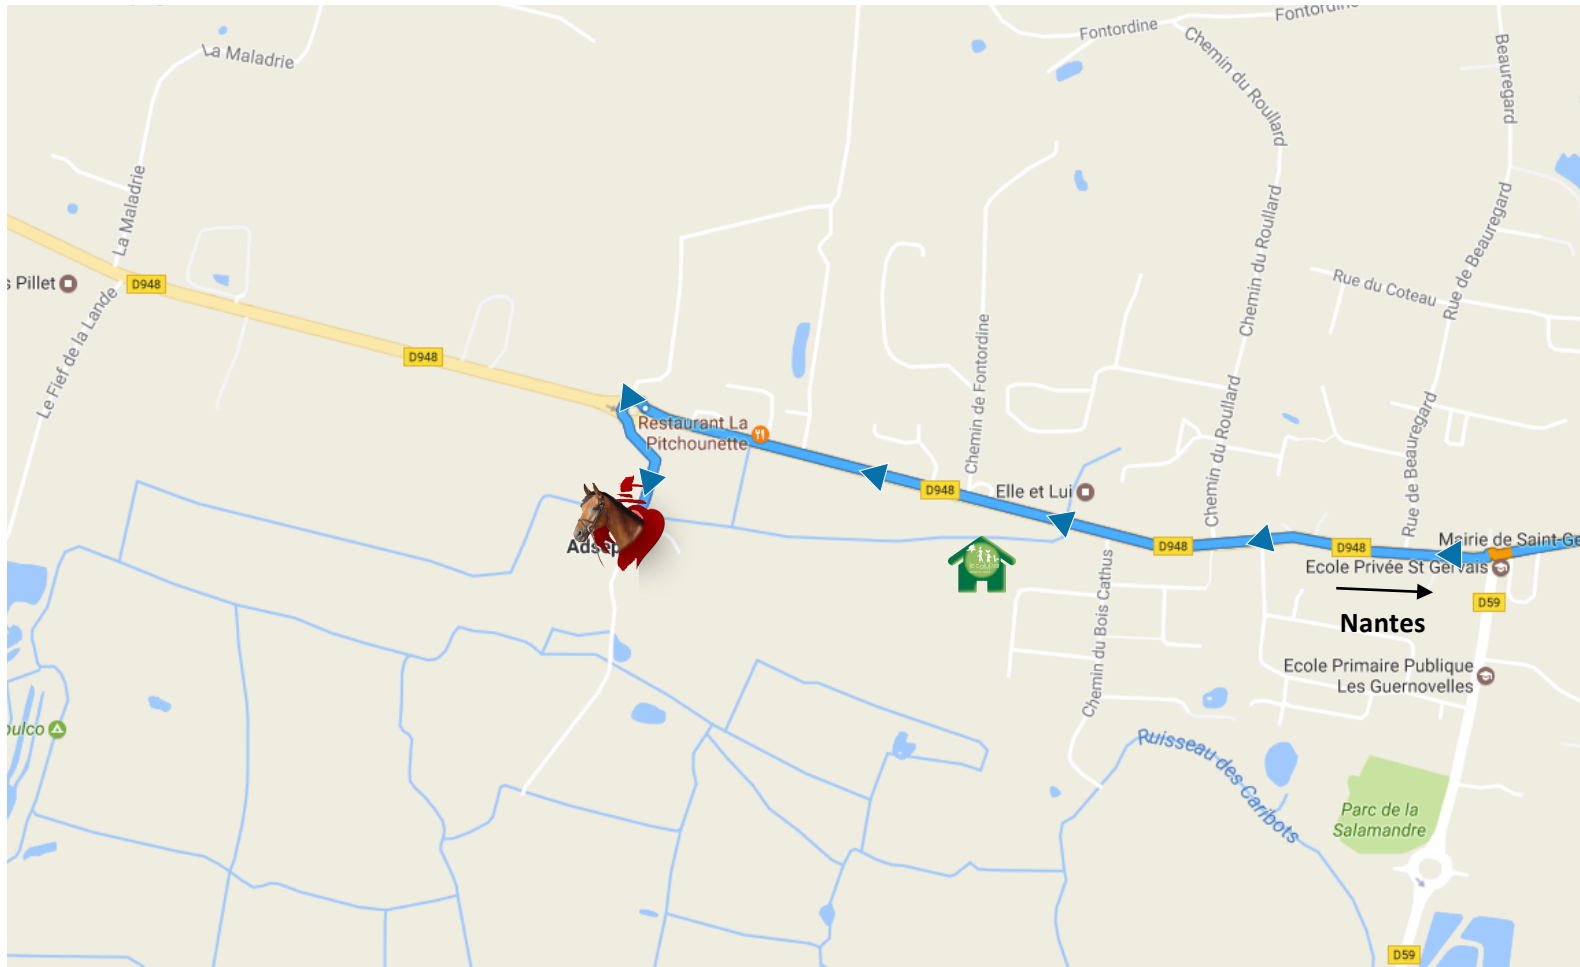 Fontordine
Fontordine
La Maladrie
Chemin du Roullard
Beauregard
La Maladrie
Chemin du Roullard
Rue de Beauregard
s Pillet
D948
Le Fief de la Lande
Rue du Coteau
D948
Chemin de Fontordine
Chemin du Roullard
Rue de Beauregard
Restaurant La
Pitchounette
D948
Elle et Lui
D948
D948
Mairie de Saint-Ge
Ecole Privée St Gervais
D59
Nantes
Chemin du Bois Cathus
Ecole Primaire Publique
Les Guernovelles
oulco
Ruisseau des Caribots
Parc de la
Salamandre
D59